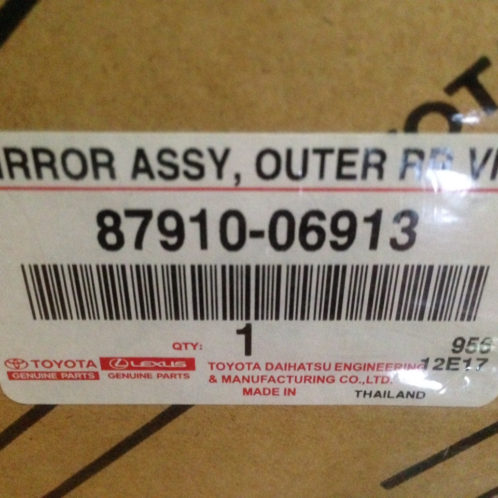 IRROR ASSY, OUTER RR VI
87910-06913
QTY: 1
956
TOYOTA LEXUS
GENUINE PARTS GENUINE PARTS
TOYOTA DAIHATSU ENGINEERING 12E17
& MANUFACTURING CO.,LTD.
MADE IN THAILAND